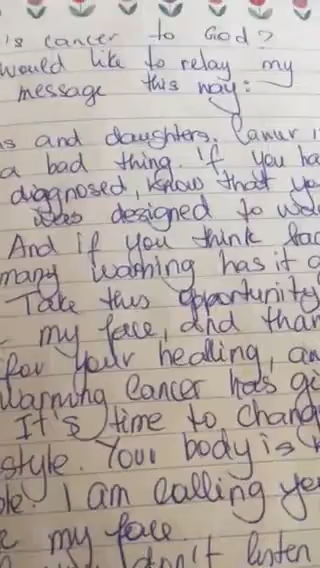 is cancer to God?
would like to relay my
message this way:
s and daughters. Cancer i
a bad thing. if you ha
diagnosed, know that yo
was designed to wa
And if you think
many warning has it g
Take this opportunity
my face, and than
for your healling, an
Warning Cancer has gi
It's time to chang
style. Your body is
ple. I am calling ye
my face.
don't listen